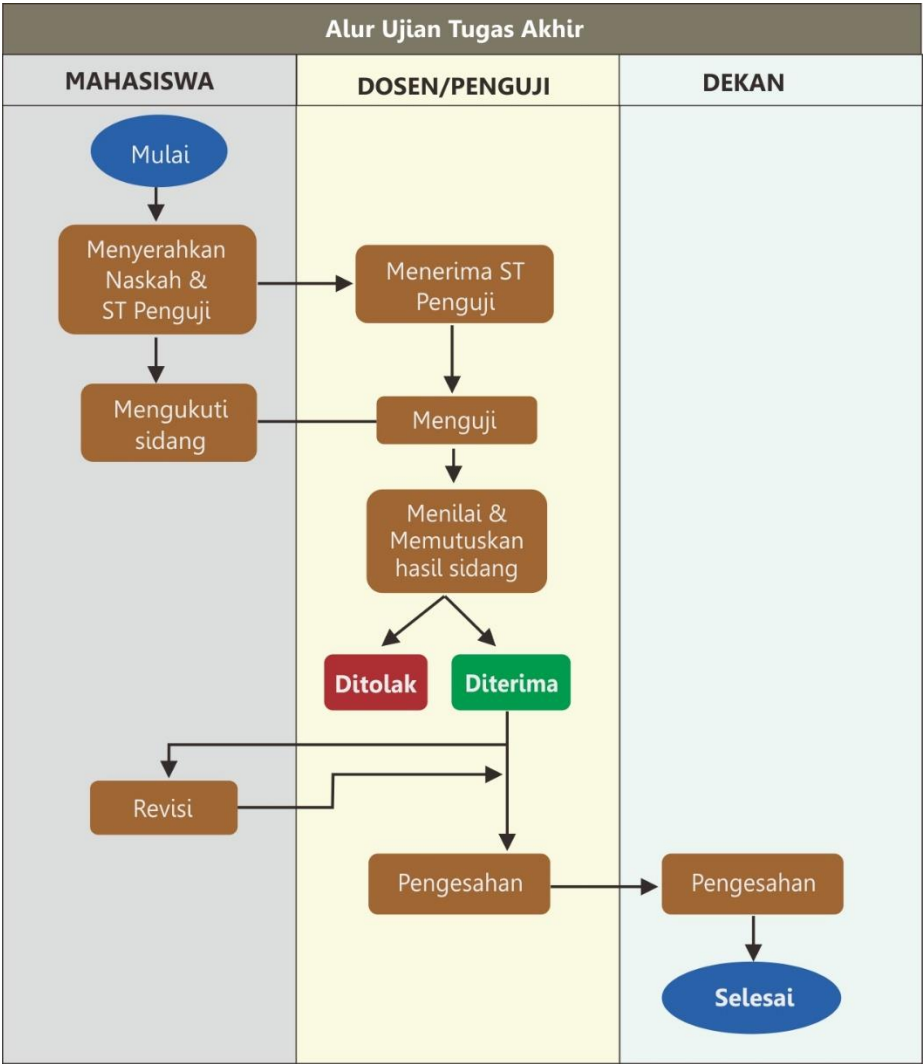 Alur Ujian Tugas Akhir
MAHASISWA
DOSEN/PENGUJI
DEKAN
Mulai
Menyerahkan
Naskah &
ST Penguji
Menerima ST
Penguji
Mengukuti
sidang
Menguji
Menilai &
Memutuskan
hasil sidang
Ditolak
Diterima
Revisi
Pengesahan
Pengesahan
Selesai